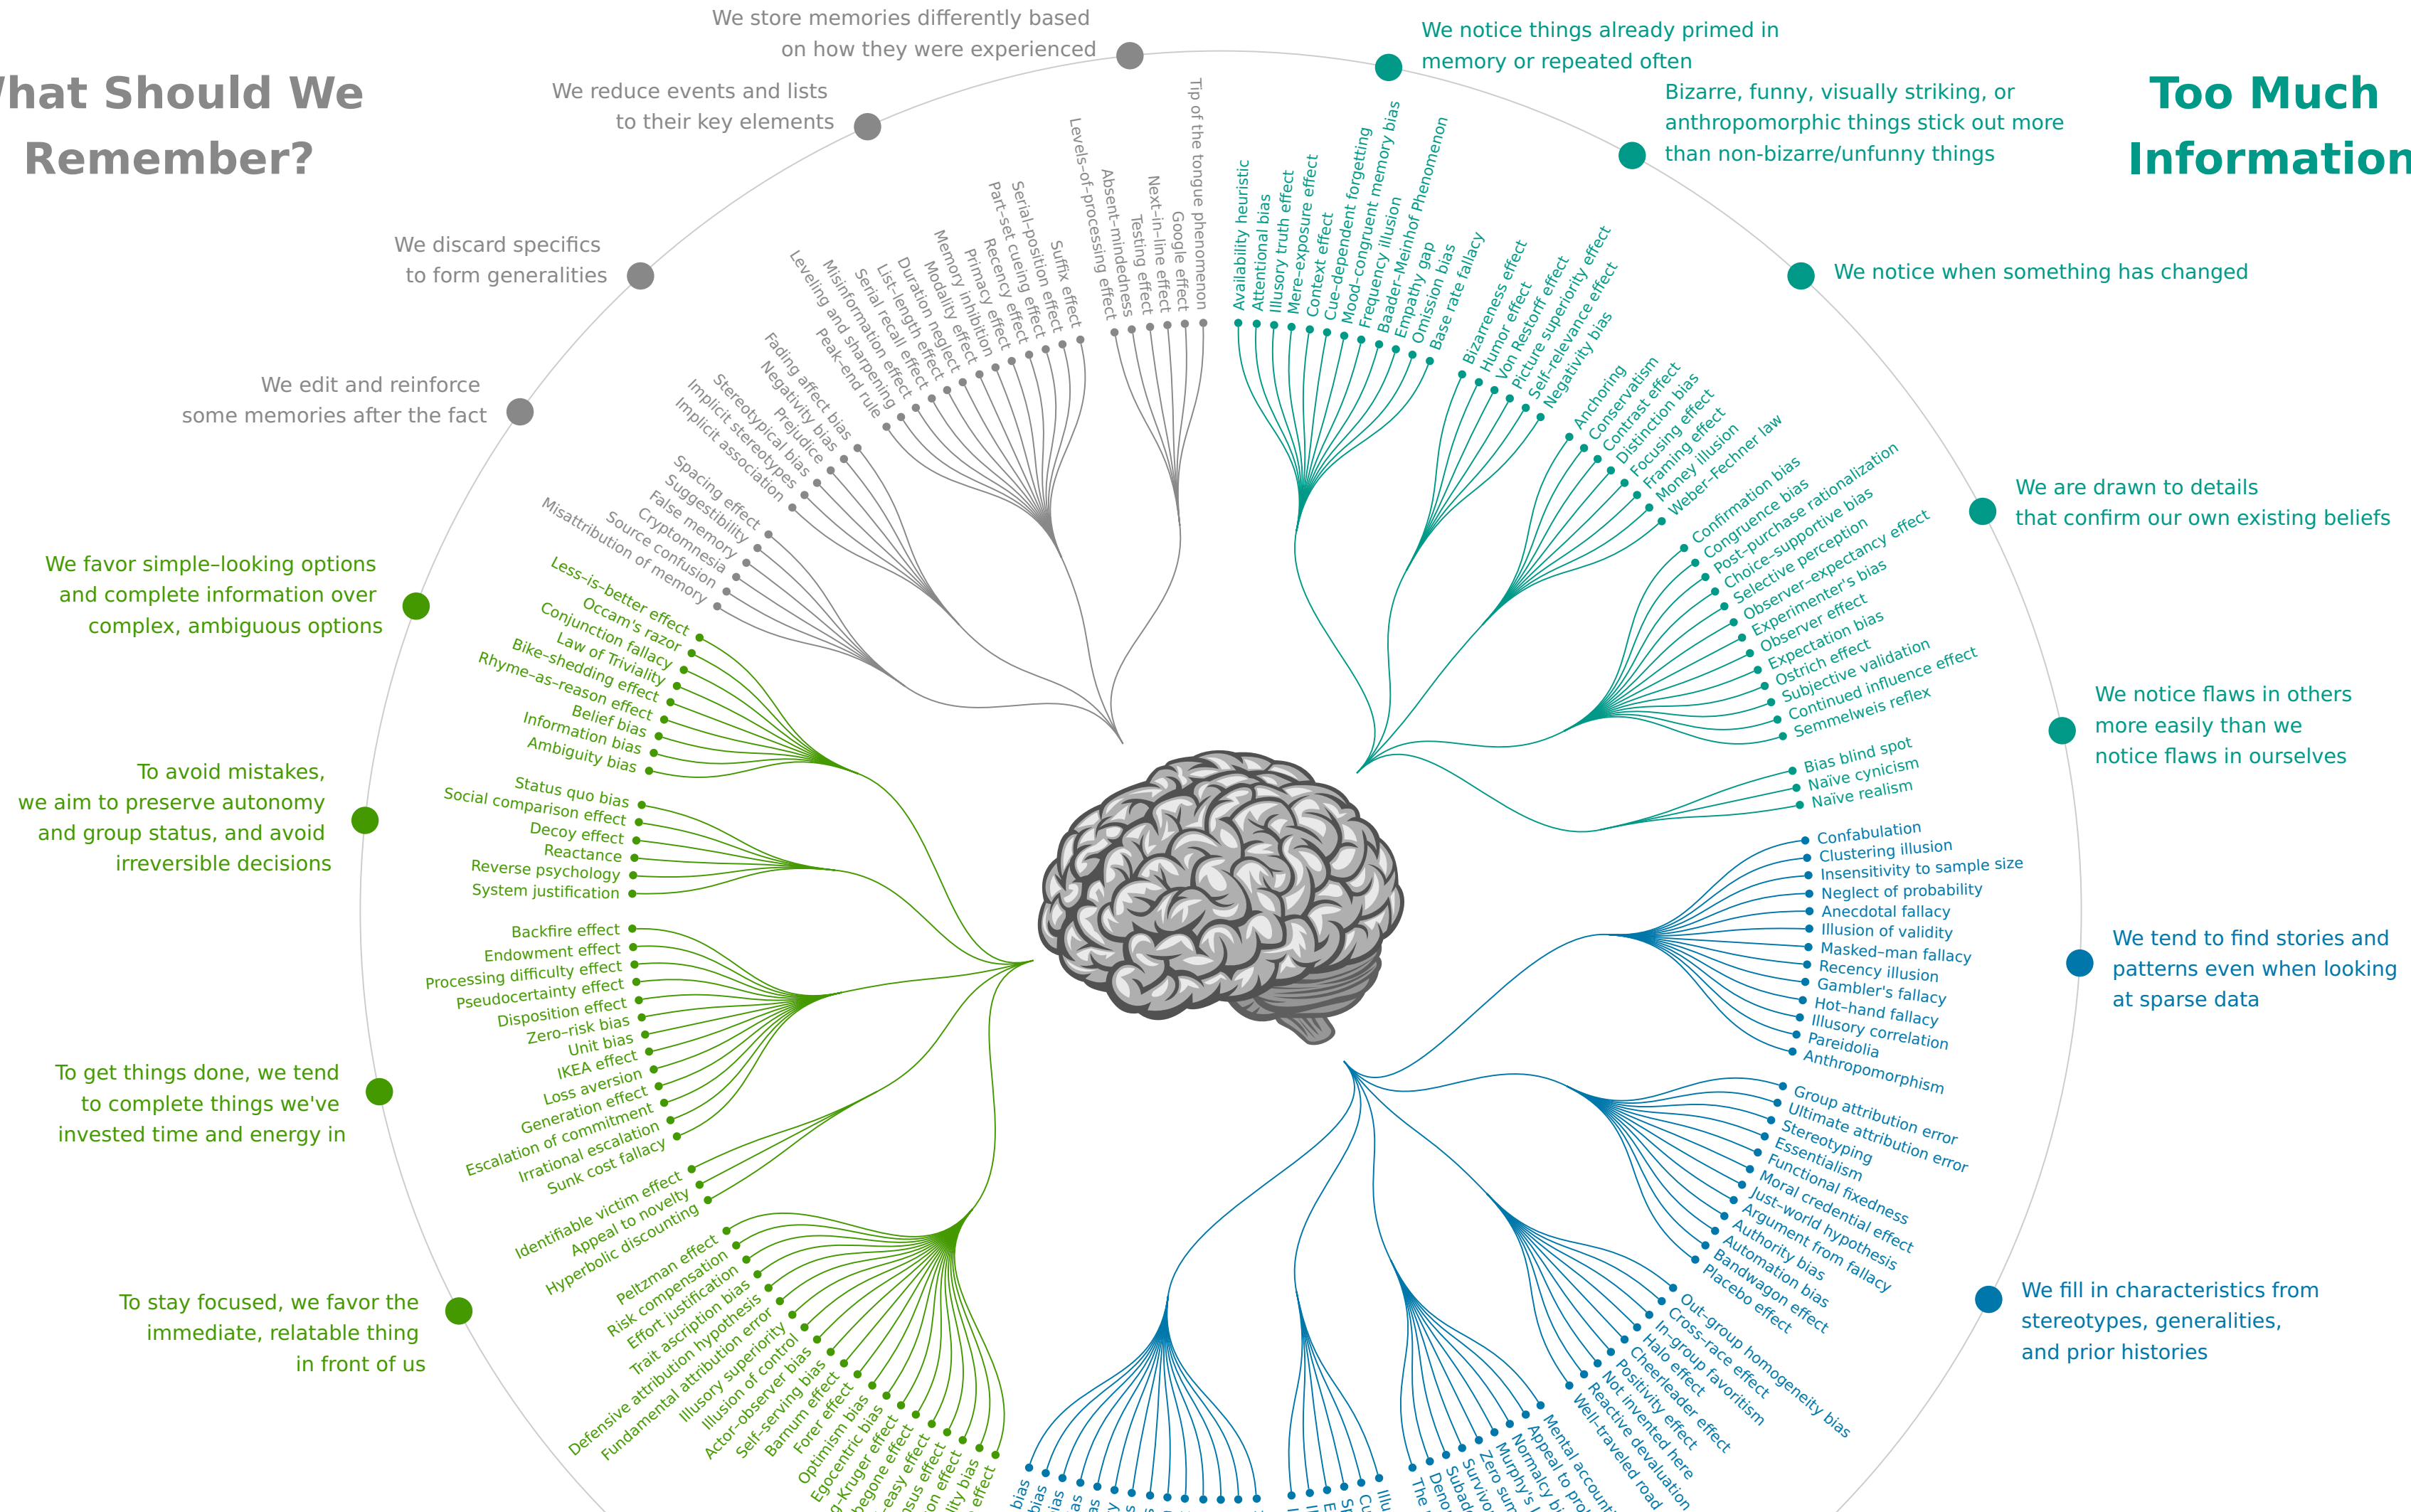 What Should We
Remember?
We store memories differently based
on how they were experienced
We reduce events and lists
to their key elements
We discard specifics
to form generalities
We edit and reinforce
some memories after the fact
Too Much
Information
We notice things already primed in
memory or repeated often
Bizarre, funny, visually striking, or
anthropomorphic things stick out more
than non-bizarre/unfunny things
We notice when something has changed
We are drawn to details
that confirm our own existing beliefs
We notice flaws in others
more easily than we
notice flaws in ourselves
We tend to find stories and
patterns even when looking
at sparse data
We fill in characteristics from
stereotypes, generalities,
and prior histories
We favor simple–looking options
and complete information over
complex, ambiguous options
To avoid mistakes,
we aim to preserve autonomy
and group status, and avoid
irreversible decisions
To get things done, we tend
to complete things we've
invested time and energy in
To stay focused, we favor the
immediate, relatable thing
in front of us
Availability heuristic
Attentional bias
Illusory truth effect
Mere–exposure effect
Context effect
Cue–dependent forgetting
Mood–congruent memory bias
Frequency illusion
Baader–Meinhof Phenomenon
Empathy gap
Omission bias
Base rate fallacy
Bizarreness effect
Humor effect
Von Restorff effect
Picture superiority effect
Self–relevance effect
Negativity bias
Anchoring
Conservatism
Contrast effect
Distinction bias
Focusing effect
Framing effect
Money illusion
Weber–Fechner law
Confirmation bias
Congruence bias
Post–purchase rationalization
Choice–supportive bias
Selective perception
Observer–expectancy effect
Experimenter's bias
Observer effect
Expectation bias
Ostrich effect
Subjective validation
Continued influence effect
Semmelweis reflex
Bias blind spot
Naïve cynicism
Naïve realism
Confabulation
Clustering illusion
Insensitivity to sample size
Neglect of probability
Anecdotal fallacy
Illusion of validity
Masked–man fallacy
Recency illusion
Gambler's fallacy
Hot–hand fallacy
Illusory correlation
Pareidolia
Anthropomorphism
Group attribution error
Ultimate attribution error
Stereotyping
Essentialism
Functional fixedness
Moral credential effect
Just–world hypothesis
Argument from fallacy
Authority bias
Automation bias
Bandwagon effect
Placebo effect
Out–group homogeneity bias
Cross–race effect
In–group favoritism
Halo effect
Cheerleader effect
Positivity effect
Not invented here
Reactive devaluation
Well–traveled road
Mental
Appeal to
Normalcy
Murphy's
Zero sum
The
bias
bias
Tip of the tongue phenomenon
Google effect
Next–in–line effect
Testing effect
Absent–mindedness
Levels–of–processing effect
Suffix effect
Serial–position effect
Part–set cueing effect
Recency effect
Primacy effect
Memory inhibition
Modality effect
Duration neglect
List–length effect
Serial recall effect
Misinformation effect
Leveling and sharpening
Peak–end rule
Fading affect bias
Negativity bias
Prejudice
Stereotypical bias
Implicit stereotypes
Implicit association
Spacing effect
Suggestibility
False memory
Cryptomnesia
Source confusion
Misattribution of memory
Less–is–better effect
Occam's razor
Conjunction fallacy
Law of Triviality
Bike–shedding effect
Rhyme–as–reason effect
Belief bias
Information bias
Ambiguity bias
Status quo bias
Social comparison effect
Decoy effect
Reactance
Reverse psychology
System justification
Backfire effect
Endowment effect
Processing difficulty effect
Pseudocertainty effect
Disposition effect
Zero–risk bias
Unit bias
IKEA effect
Loss aversion
Generation effect
Escalation of commitment
Irrational escalation
Sunk cost fallacy
Identifiable victim effect
Appeal to novelty
Hyperbolic discounting
Peltzman effect
Risk compensation
Effort justification
Trait ascription bias
Defensive attribution hypothesis
Fundamental attribution error
Illusory superiority
Illusion of control
Actor–observer bias
Self–serving bias
Barnum effect
Forer effect
Optimism bias
Egocentric bias
g–Kruger effect
begone effect
–easy effect
effect
effect
bias
effect